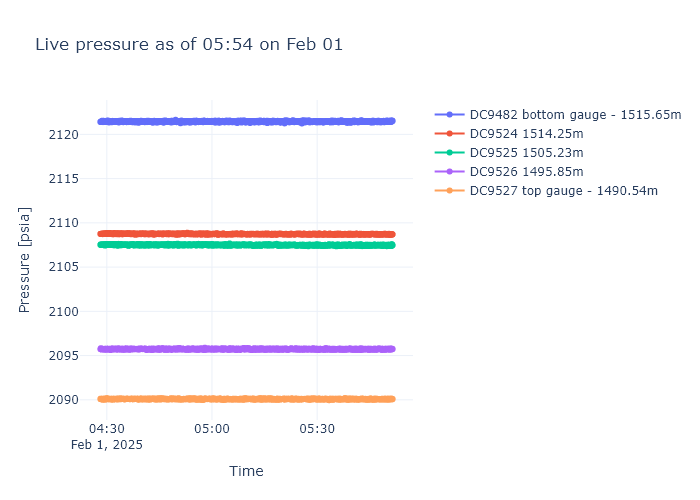 Live pressure as of 05:54 on Feb 01
DC9482 bottom gauge - 1515.65m
DC9524 1514.25m
DC9525 1505.23m
DC9526 1495.85m
DC9527 top gauge - 1490.54m
Pressure [psia]
2120
2115
2110
2105
2100
2095
2090
04:30
05:00
05:30
Feb 1, 2025
Time